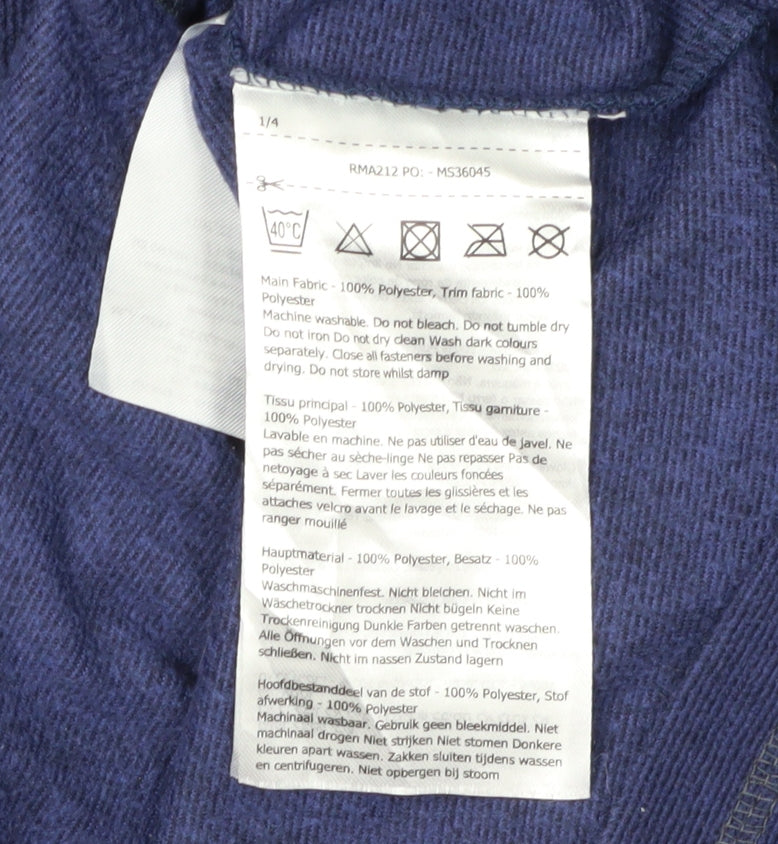 1/4
RMA212 PO: - MS36045
40°C
Main Fabric - 100% Polyester, Trim fabric - 100%
Polyester
Machine washable. Do not bleach. Do not tumble dry
Do not iron Do not dry clean Wash dark colours
separately. Close all fasteners before washing and
drying. Do not store whilst damp
Tissu principal - 100% Polyester, Tissu garniture -
100% Polyester
Lavable en machine. Ne pas utiliser d'eau de javel. Ne
pas sécher au sèche-linge Ne pas repasser Pas de
netoyage à sec Laver les couleurs foncées
séparément. Fermer toutes les glissières et les
attaches velcro avant le lavage et le séchage. Ne pas
ranger mouillé
Hauptmaterial - 100% Polyester, Besatz - 100%
Polyester
Waschmaschinenfest. Nicht bleichen. Nicht im
Wäschetrockner trocknen Nicht bügeln Keine
Trockenreinigung Dunkle Farben getrennt waschen.
Alle Öffnungen vor dem Waschen und Trocknen
schließen. Nicht im nassen Zustand lagern
Hoofdbestanddeel van de stof - 100% Polyester, Stof
afwerking - 100% Polyester
Machinaal wasbaar. Gebruik geen bleekmiddel. Niet
machinaal drogen Niet strijken Niet stomen Donkere
kleuren apart wassen. Zakken sluiten tijdens wassen
en centrifugeren. Niet opbergen bij stoom